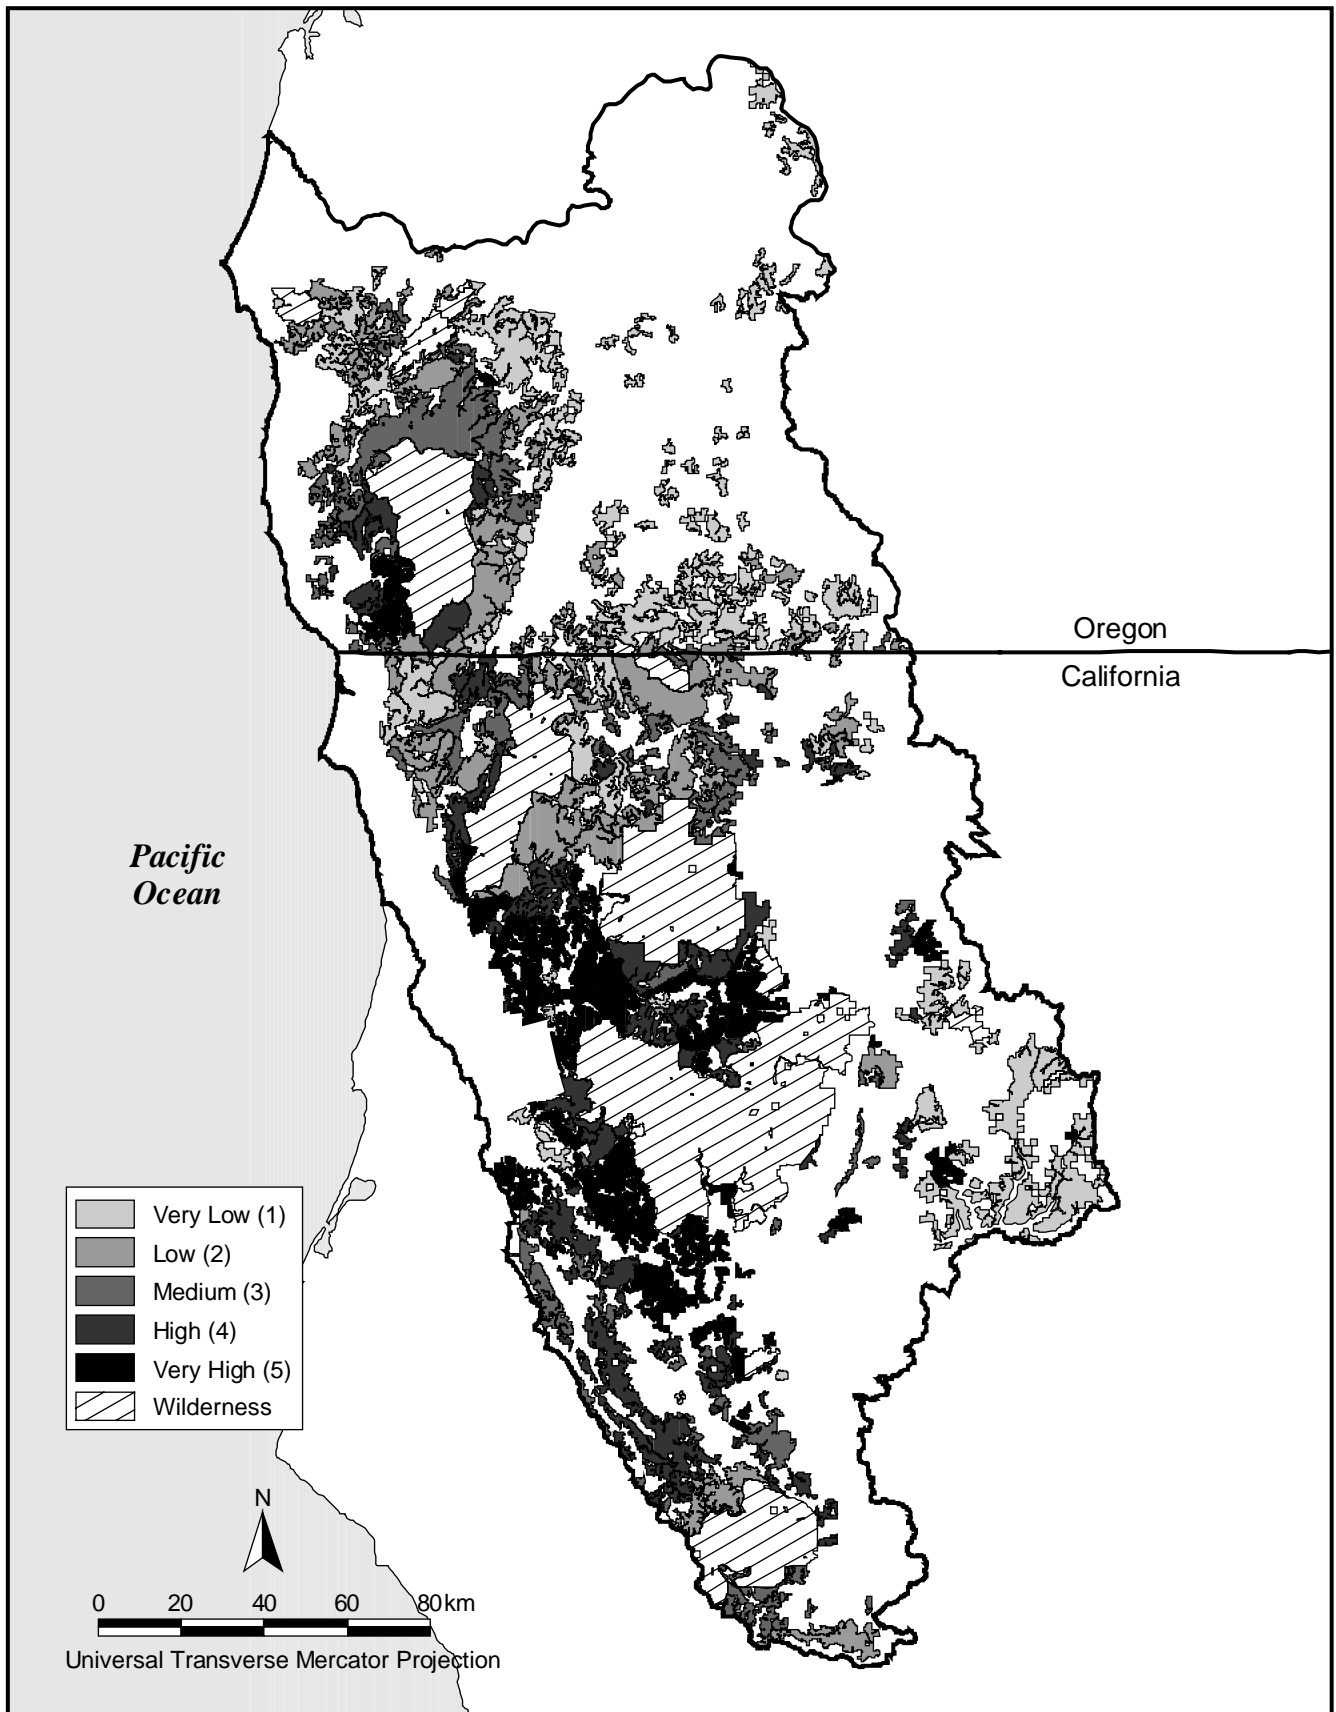 Oregon
California
Pacific
Ocean
Very Low (1)
Low (2)
Medium (3)
High (4)
Very High (5)
Wilderness
N
0 20 40 60 80km
Universal Transverse Mercator Projection